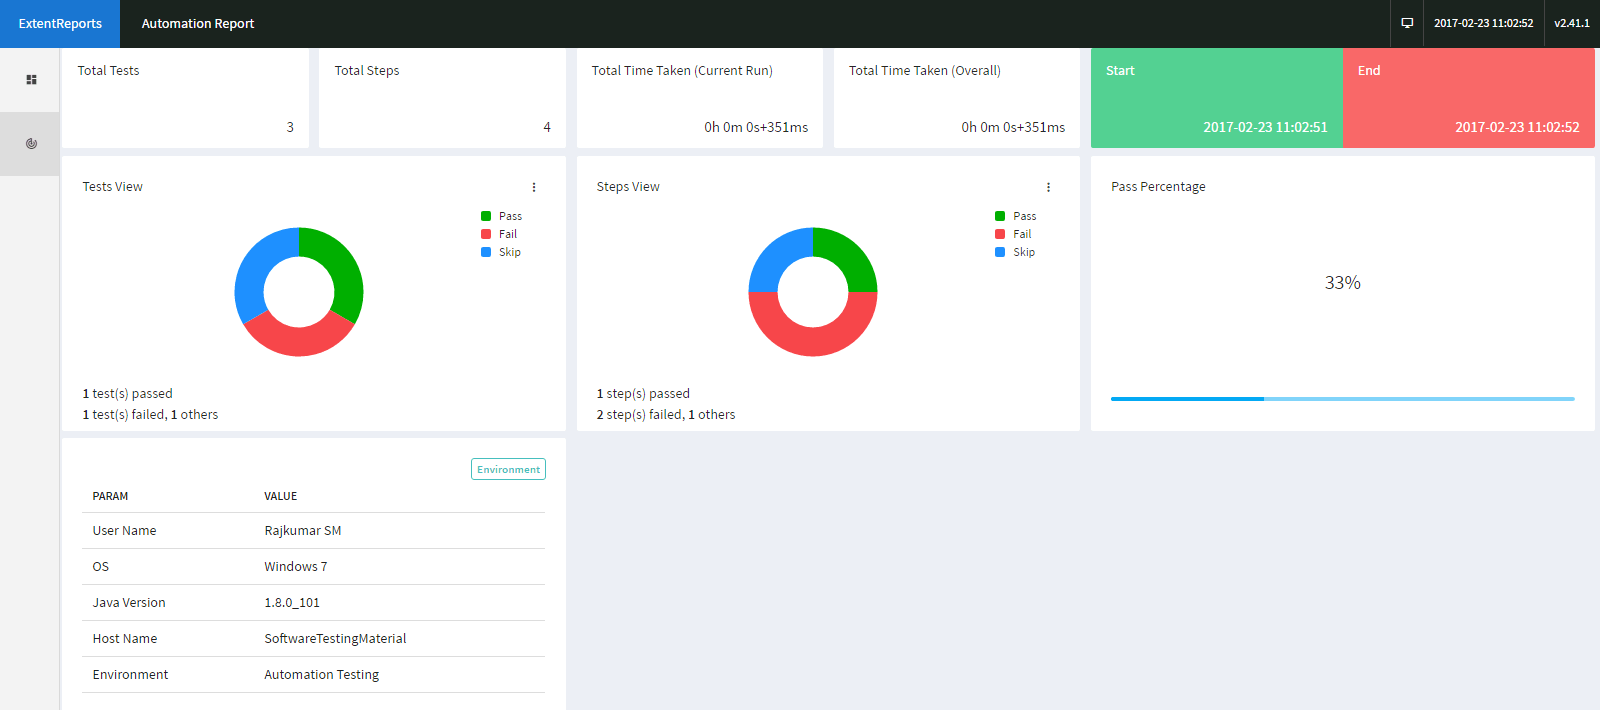 ExtentReports
Automation Report
2017-02-23 11:02:52
v2.41.1
Total Tests
3
Total Steps
4
Total Time Taken (Current Run)
0h 0m 0s+351ms
Total Time Taken (Overall)
0h 0m 0s+351ms
Start
2017-02-23 11:02:51
End
2017-02-23 11:02:52
Tests View
Pass
Fail
Skip
1 test(s) passed
1 test(s) failed, 1 others
Steps View
Pass
Fail
Skip
1 step(s) passed
2 step(s) failed, 1 others
Pass Percentage
33%
Environment
PARAM VALUE
User Name Rajkumar SM
OS Windows 7
Java Version 1.8.0_101
Host Name SoftwareTestingMaterial
Environment Automation Testing